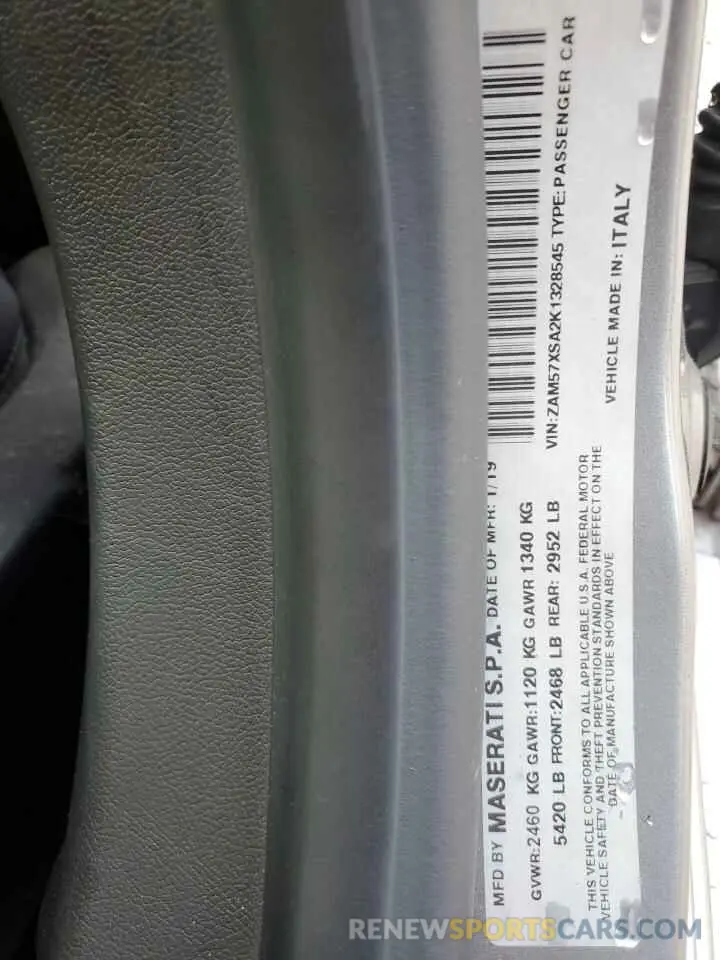 MFD BY MASERATI S.P.A. DATE OF MFR: 1/19
GVWR: 2460 KG GAWR: 1120 KG GAWR 1340 KG
5420 LB FRONT: 2468 LB REAR: 2952 LB
VIN: ZAM57XSA2K1328545 TYPE: PASSENGER CAR
THIS VEHICLE CONFORMS TO ALL APPLICABLE U.S.A. FEDERAL MOTOR
VEHICLE SAFETY AND THEFT PREVENTION STANDARDS IN EFFECT ON THE
DATE OF MANUFACTURE SHOWN ABOVE
VEHICLE MADE IN: ITALY
RENEWSPORTSCARS.COM